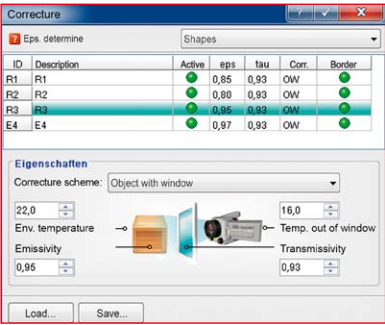 Correcture
Eps. determine
Shapes
ID Description Active eps tau Corr. Border
R1 R1 0,85 0,93 OW
R2 R2 0,80 0,93 OW
R3 R3 0,95 0,93 OW
E4 E4 0,97 0,93 OW
Eigenschaften
Correcture scheme: Object with window
22,0 16,0
Env. temperature Temp. out of window
Emissivity Transmissivity
0,95 0,93
Load... Save...